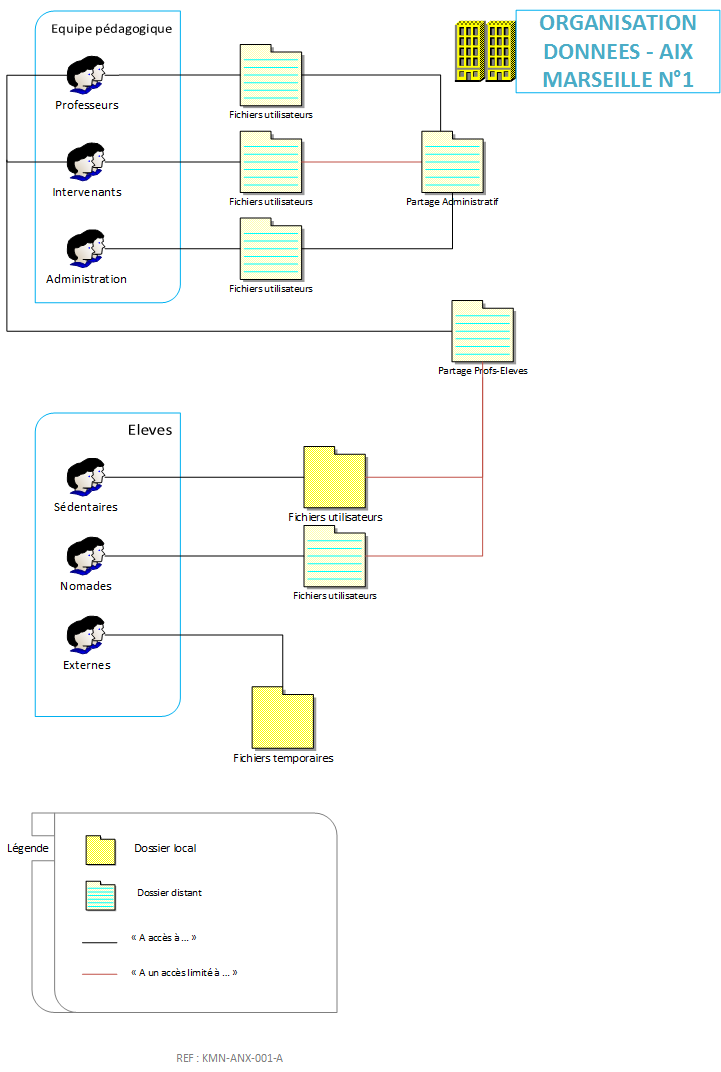 ORGANISATION
DONNEES - AIX
MARSEILLE N°1
Equipe pédagogique
Professeurs
Fichiers utilisateurs
Intervenants
Fichiers utilisateurs
Partage Administratif
Administration
Fichiers utilisateurs
Partage Profs-Eleves
Eleves
Sédentaires
Fichiers utilisateurs
Nomades
Fichiers utilisateurs
Externes
Fichiers temporaires
Légende
Dossier local
Dossier distant
« A accès à ... »
« A un accès limité à ... »
REF : KMN-ANX-001-A